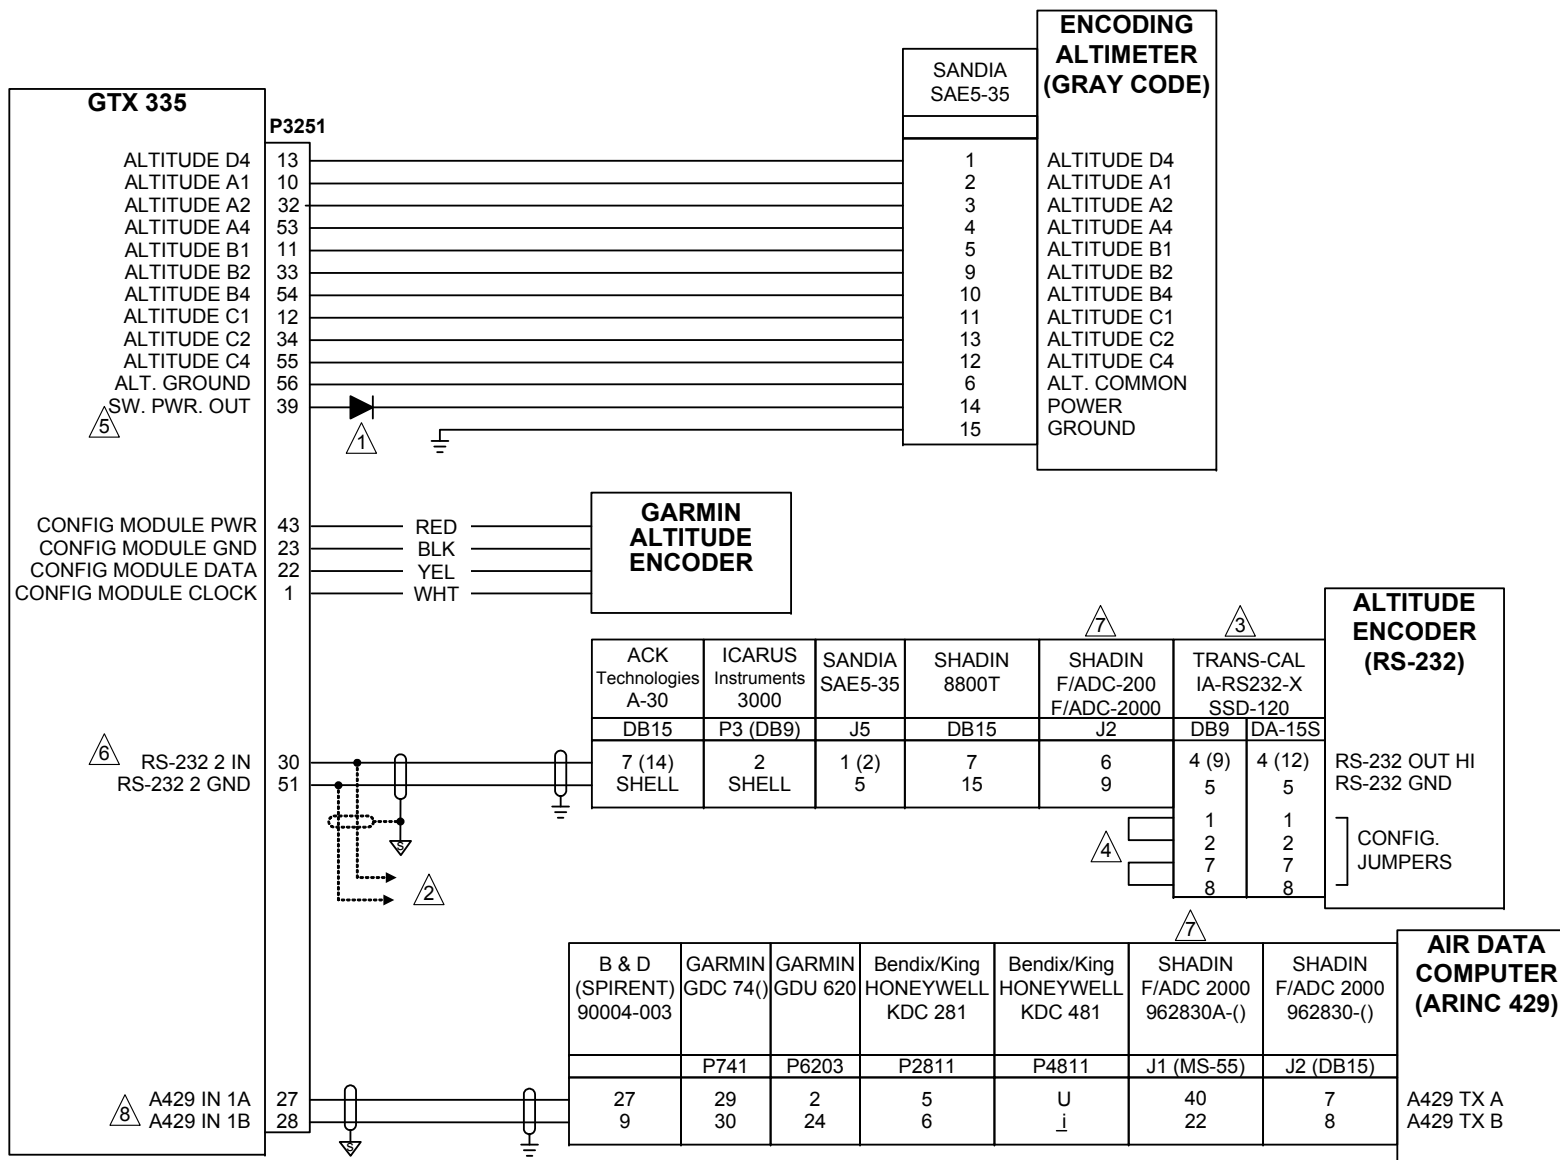 ENCODING
ALTIMETER
(GRAY CODE)
SANDIA
SAE5-35
GTX 335
P3251
ALTITUDE D4 13 1 ALTITUDE D4
ALTITUDE A1 10 2 ALTITUDE A1
ALTITUDE A2 32 3 ALTITUDE A2
ALTITUDE A4 53 4 ALTITUDE A4
ALTITUDE B1 11 5 ALTITUDE B1
ALTITUDE B2 33 9 ALTITUDE B2
ALTITUDE B4 54 10 ALTITUDE B4
ALTITUDE C1 12 11 ALTITUDE C1
ALTITUDE C2 34 13 ALTITUDE C2
ALTITUDE C4 55 12 ALTITUDE C4
ALT. GROUND 56 6 ALT. COMMON
SW. PWR. OUT 39 14 POWER
5 1 15 GROUND
GARMIN
ALTITUDE
ENCODER
CONFIG MODULE PWR 43 RED
CONFIG MODULE GND 23 BLK
CONFIG MODULE DATA 22 YEL
CONFIG MODULE CLOCK 1 WHT
ALTITUDE
ENCODER
(RS-232)
7 3
ACK ICARUS SANDIA SHADIN SHADIN TRANS-CAL
Technologies Instruments SAE5-35 8800T F/ADC-200 IA-RS232-X
A-30 3000 F/ADC-2000 SSD-120
DB15 P3 (DB9) J5 DB15 J2 DB9 DA-15S
6 RS-232 2 IN 30 7 (14) 2 1 (2) 7 6 4 (9) 4 (12) RS-232 OUT HI
RS-232 2 GND 51 SHELL SHELL 5 15 9 5 5 RS-232 GND
1 1
2 2 CONFIG.
4 7 7 JUMPERS
8 8
S
2
7
AIR DATA
COMPUTER
(ARINC 429)
B & D GARMIN GARMIN Bendix/King Bendix/King SHADIN SHADIN
(SPIRENT) GDC 74() GDU 620 HONEYWELL HONEYWELL F/ADC 2000 F/ADC 2000
90004-003 KDC 281 KDC 481 962830A-() 962830-()
P741 P6203 P2811 P4811 J1 (MS-55) J2 (DB15)
A429 IN 1A 27 27 29 2 5 U 40 7 A429 TX A
8 A429 IN 1B 28 9 30 24 6 i 22 8 A429 TX B
S